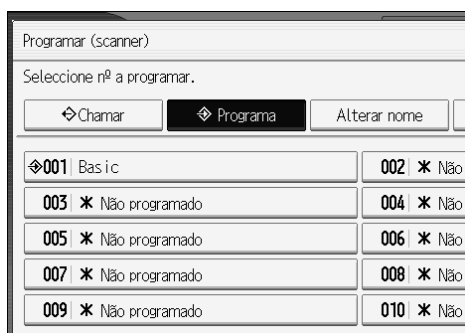 Programar (scanner)
Seleccione nº a programar.
Chamar Programa Alterar nome
001 Basic 002 Não
003 Não programado 004 Não
005 Não programado 006 Não
007 Não programado 008 Não
009 Não programado 010 Não